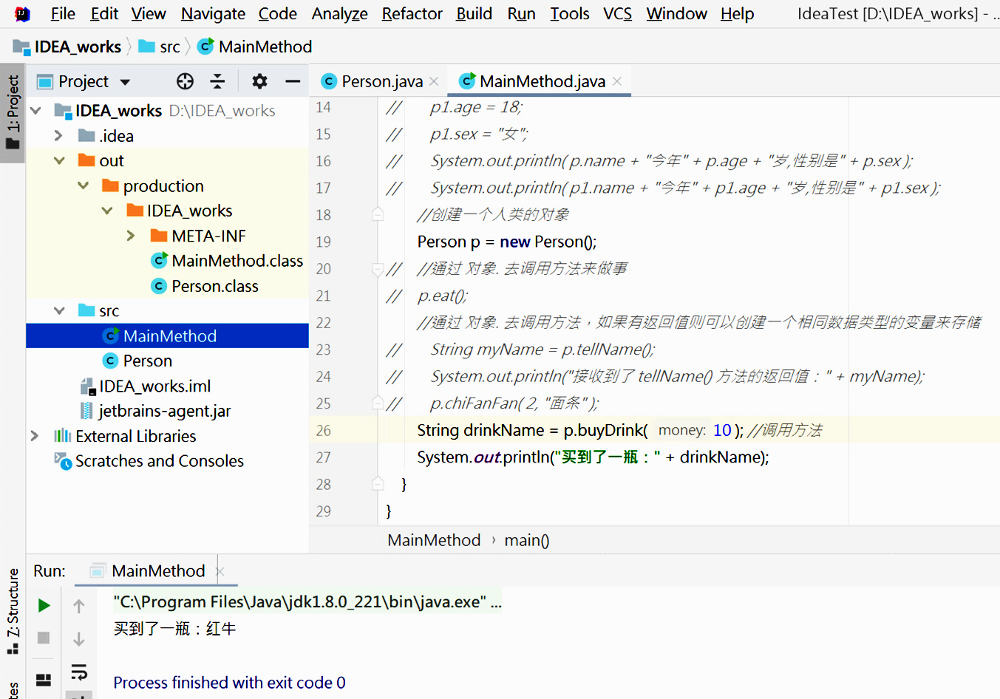 File Edit View Navigate Code Analyze Refactor Build Run Tools VCS Window Help IdeaTest [D:\IDEA_works] - ...
IDEA_works src MainMethod
1: Project
Project
IDEA_works D:\IDEA_works
.idea
out
production
IDEA_works
META-INF
MainMethod.class
Person.class
src
MainMethod
Person
IDEA_works.iml
jetbrains-agent.jar
External Libraries
Scratches and Consoles
Person.java MainMethod.java
14 // p1.age = 18;
15 // p1.sex = "女";
16 // System.out.println( p.name + "今年" + p.age + "岁,性别是" + p.sex );
17 // System.out.println( p1.name + "今年" + p1.age + "岁,性别是" + p1.sex );
18 //创建一个人类的对象
19 Person p = new Person();
20 // //通过 对象. 去调用方法来做事
21 // p.eat();
22 //通过 对象. 去调用方法，如果有返回值则可以创建一个相同数据类型的变量来存储
23 // String myName = p.tellName();
24 // System.out.println("接收到了 tellName() 方法的返回值：" + myName);
25 // p.chiFanFan( 2, "面条" );
26 String drinkName = p.buyDrink( money: 10 ); //调用方法
27 System.out.println("买到了一瓶：" + drinkName);
28 }
29 }
MainMethod › main()
Run: MainMethod
7: Structure
"C:\Program Files\Java\jdk1.8.0_221\bin\java.exe" ...
买到了一瓶：红牛
Process finished with exit code 0